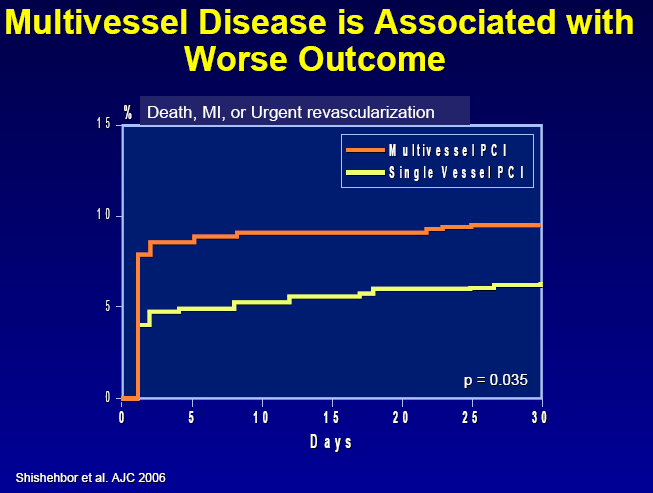 Multivessel Disease is Associated with
Worse Outcome
% Death, MI, or Urgent revascularization
15
Multivessel PCI
Single Vessel PCI
10
5
p = 0.035
0
0 5 10 15 20 25 30
Days
Shishehbor et al. AJC 2006